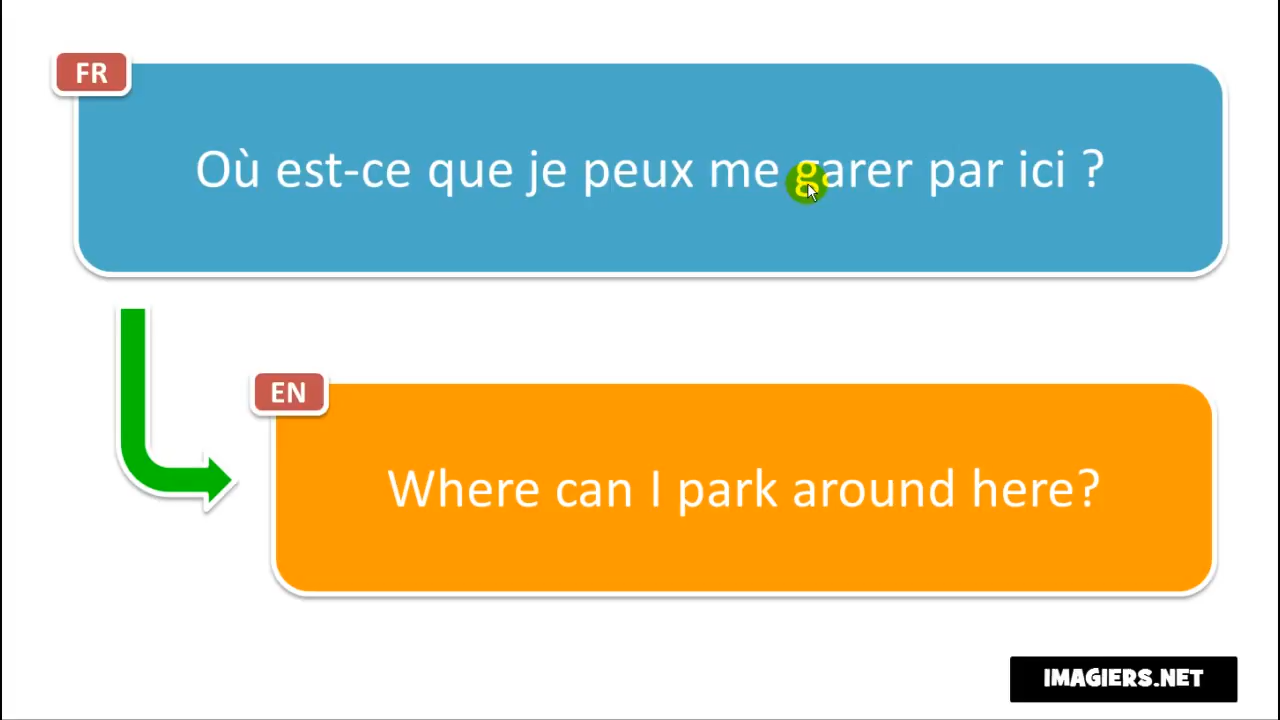 FR
Où est-ce que je peux me garer par ici ?
EN
Where can I park around here?
IMAGIERS.NET